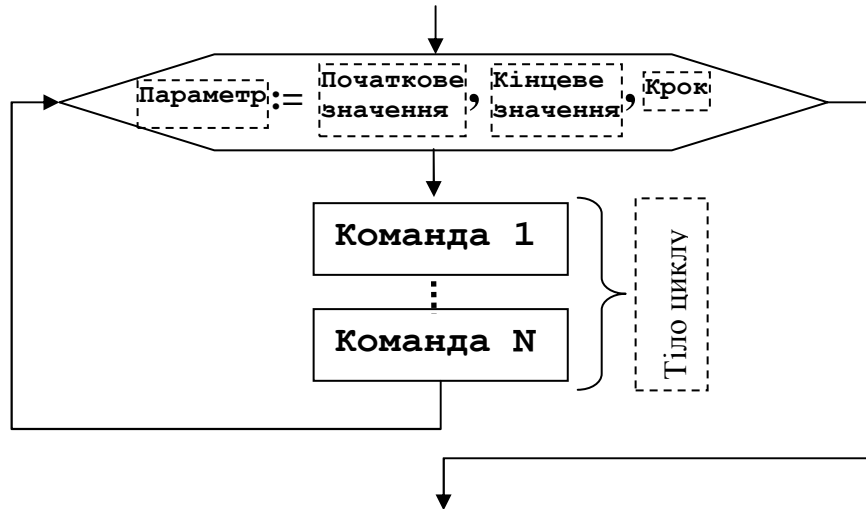 Параметр:= Початкове значення, Кінцеве значення, Крок
Команда 1
Команда N
Тіло циклу